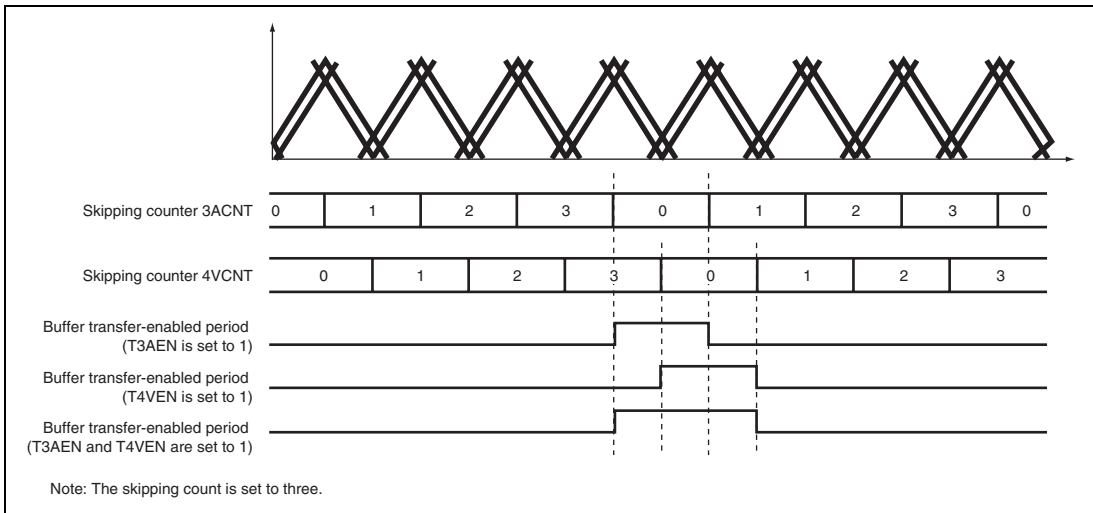 Skipping counter 3ACNT 0 1 2 3 0 1 2 3 0
Skipping counter 4VCNT 0 1 2 3 0 1 2 3
Buffer transfer-enabled period
(T3AEN is set to 1)
Buffer transfer-enabled period
(T4VEN is set to 1)
Buffer transfer-enabled period
(T3AEN and T4VEN are set to 1)
Note: The skipping count is set to three.